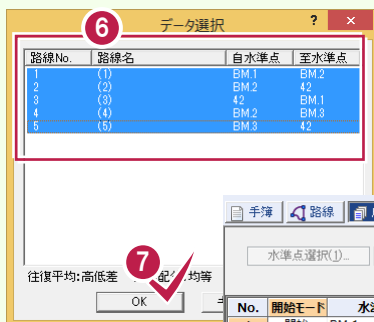 6
データ選択 ? ×
路線No. 路線名 自水準点 至水準点
1 (1) BM.1 BM.2
2 (2) BM.2 42
3 (3) 42 BM.1
4 (4) BM.2 BM.3
5 (5) BM.3 42
手簿 路線
7
水準点選択(1)...
往復平均:高低差 配分:均等
OK
No. 開始モード
BM.1